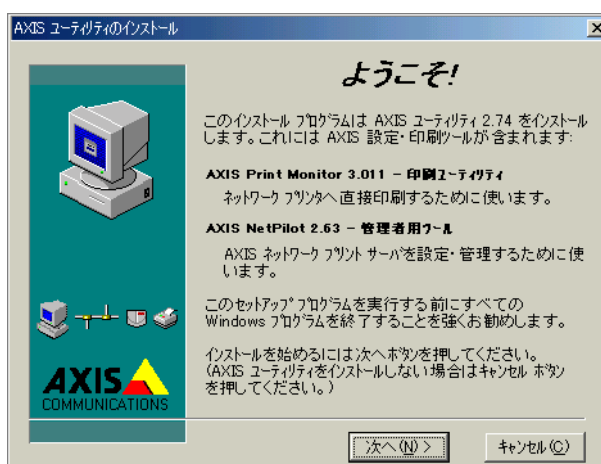 AXIS ユーティリティのインストール
ようこそ!
このインストール プログラムは AXIS ユーティリティ 2.74 をインストール
します。これには AXIS 設定・印刷ツールが含まれます:
AXIS Print Monitor 3.011 – 印刷ユーティリティ
ネットワーク プリンタへ直接印刷するために使います。
AXIS NetPilot 2.63 – 管理者用ツール
AXIS ネットワーク プリント サーバを設定・管理するために使
います。
このセットアップ プログラムを実行する前にすべての
Windows プログラムを終了することを強くお勧めします。
インストールを始めるには次へボタンを押してください。
(AXIS ユーティリティをインストールしない場合はキャンセル ボタン
を押してください。)
AXIS
COMMUNICATIONS
次へ(N) >
キャンセル(C)